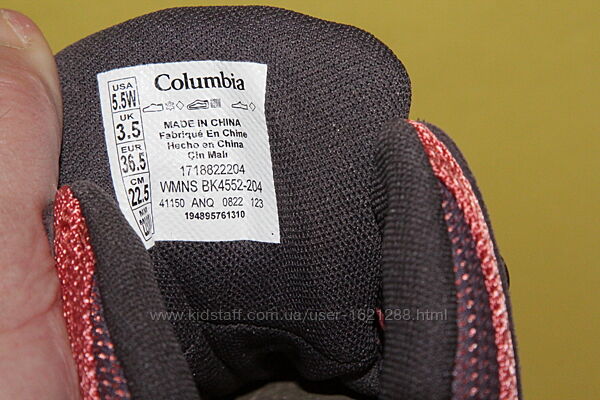 USA
5.5W
UK
3.5
EUR
36.5
CM
22.5
Columbia
MADE IN CHINA
Fabriqué En Chine
Hecho en China
Çin Malı
1718822204
WMNS BK4552-204
41150 ANQ 0822 123
194895761310
www.kidstaff.com.ua/user-1621288.html